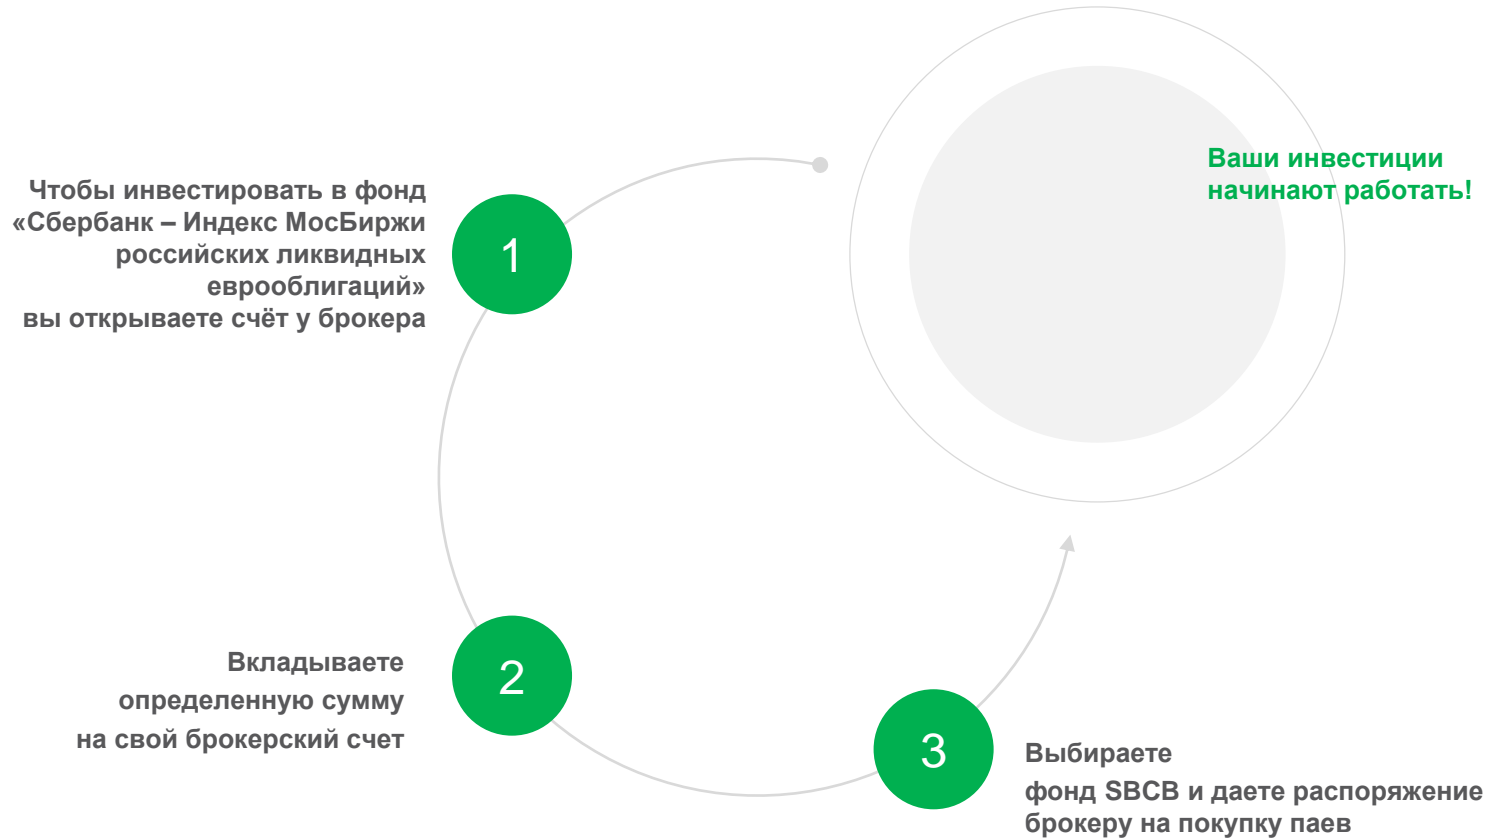 Чтобы инвестировать в фонд
«Сбербанк – Индекс МосБиржи
российских ликвидных
еврооблигаций»
вы открываете счёт у брокера
1
Вкладываете
определенную сумму
на свой брокерский счет
2
3
Выбираете
фонд SBCB и даете распоряжение
брокеру на покупку паев
Ваши инвестиции
начинают работать!